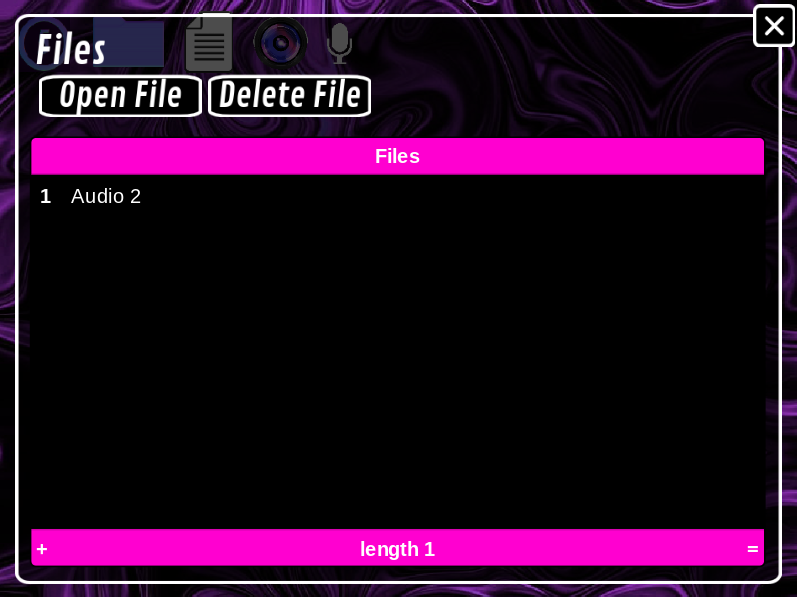 Files
Open File Delete File
Files
1 Audio 2
+ length 1 =